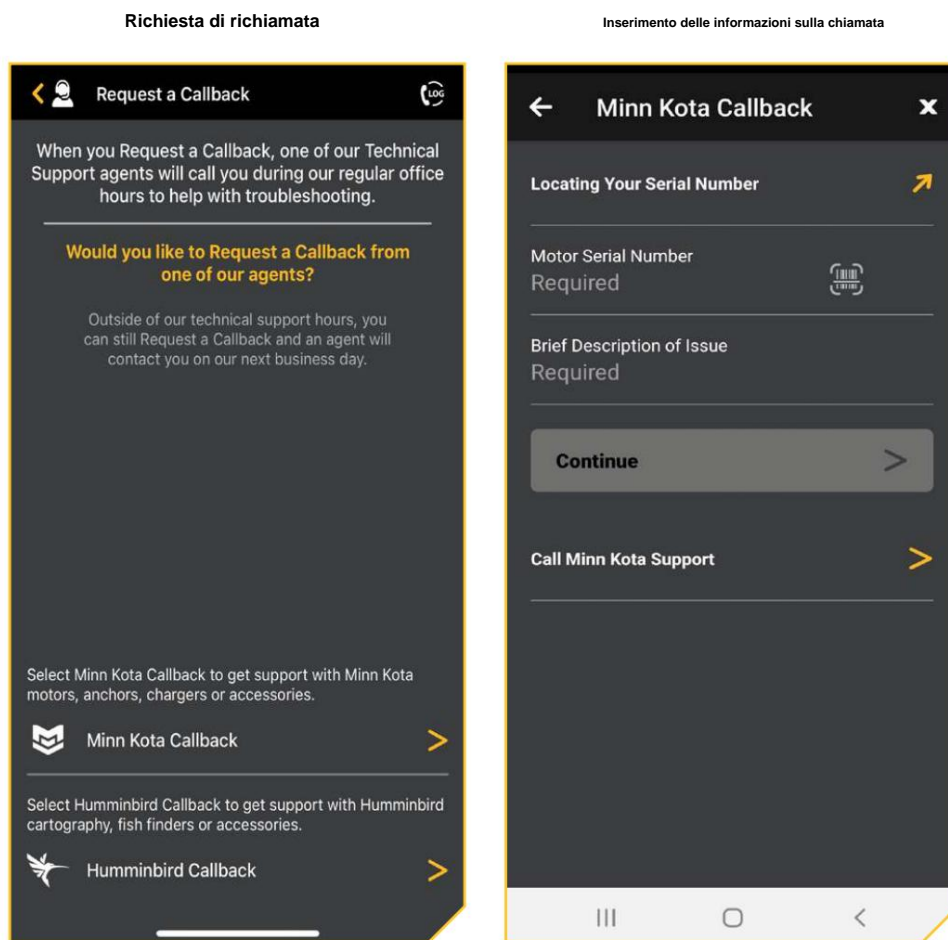 Richiesta di richiamata
Request a Callback
LOG
When you Request a Callback, one of our Technical
Support agents will call you during our regular office
hours to help with troubleshooting.
Would you like to Request a Callback from
one of our agents?
Outside of our technical support hours, you
can still Request a Callback and an agent will
contact you on our next business day.
Select Minn Kota Callback to get support with Minn Kota
motors, anchors, chargers or accessories.
Minn Kota Callback
Select Humminbird Callback to get support with Humminbird
cartography, fish finders or accessories.
Humminbird Callback
Inserimento delle informazioni sulla chiamata
Minn Kota Callback
Locating Your Serial Number
Motor Serial Number
Required
Brief Description of Issue
Required
Continue
Call Minn Kota Support